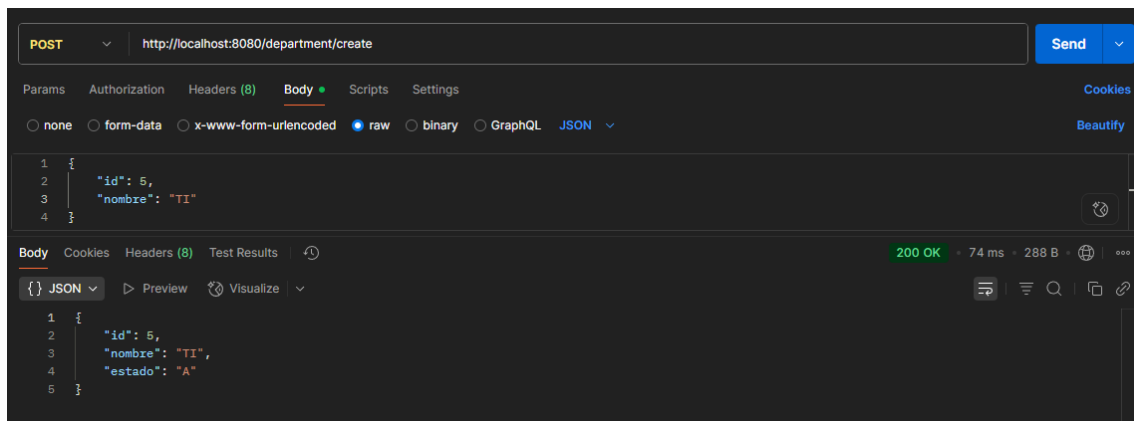 POST http://localhost:8080/department/create Send
Params Authorization Headers (8) Body Scripts Settings Cookies
none form-data x-www-form-urlencoded raw binary GraphQL JSON Beautify
1 {
2 "id": 5,
3 "nombre": "TI"
4 }
Body Cookies Headers (8) Test Results 200 OK • 74 ms • 288 B •
{} JSON Preview Visualize
1 {
2 "id": 5,
3 "nombre": "TI",
4 "estado": "A"
5 }